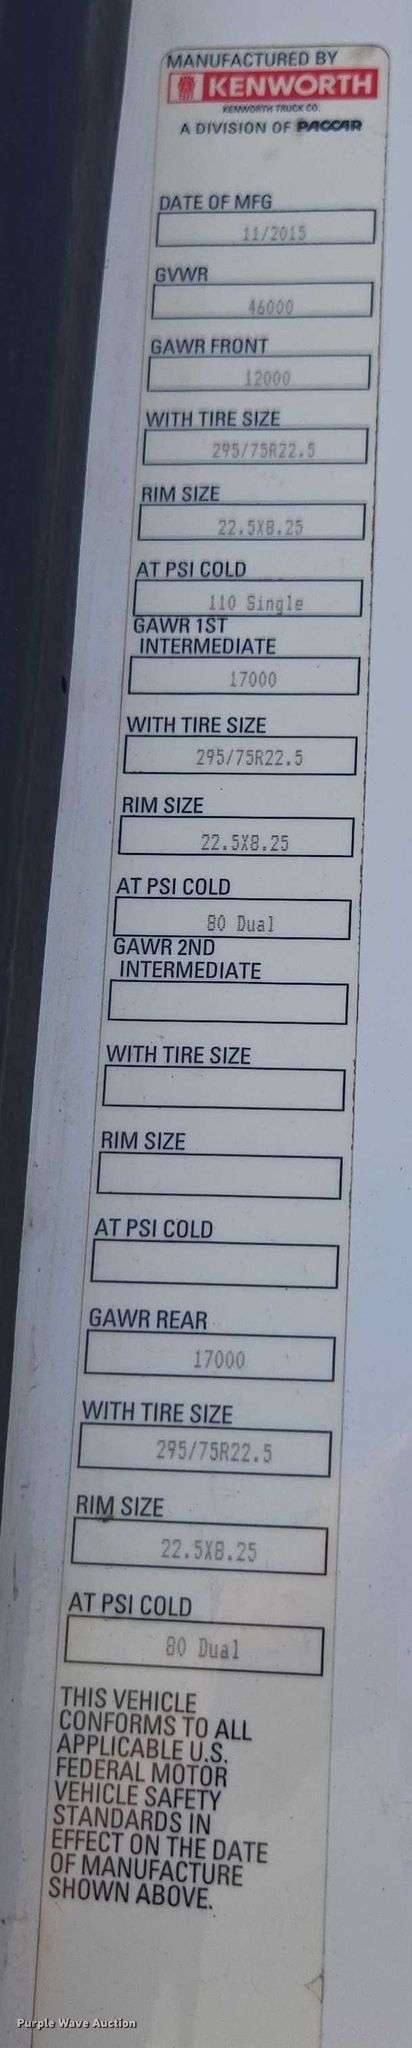 MANUFACTURED BY
KENWORTH
KENWORTH TRUCK CO.
A DIVISION OF PACCAR
DATE OF MFG
11/2015
GVWR
46000
GAWR FRONT
12000
WITH TIRE SIZE
295/75R22.5
RIM SIZE
22.5X8.25
AT PSI COLD
110 Single
GAWR 1ST
INTERMEDIATE
17000
WITH TIRE SIZE
295/75R22.5
RIM SIZE
22.5X8.25
AT PSI COLD
80 Dual
GAWR 2ND
INTERMEDIATE
WITH TIRE SIZE
RIM SIZE
AT PSI COLD
GAWR REAR
17000
WITH TIRE SIZE
295/75R22.5
RIM SIZE
22.5X8.25
AT PSI COLD
80 Dual
THIS VEHICLE
CONFORMS TO ALL
APPLICABLE U.S.
FEDERAL MOTOR
VEHICLE SAFETY
STANDARDS IN
EFFECT ON THE DATE
OF MANUFACTURE
SHOWN ABOVE.
Purple Wave Auction